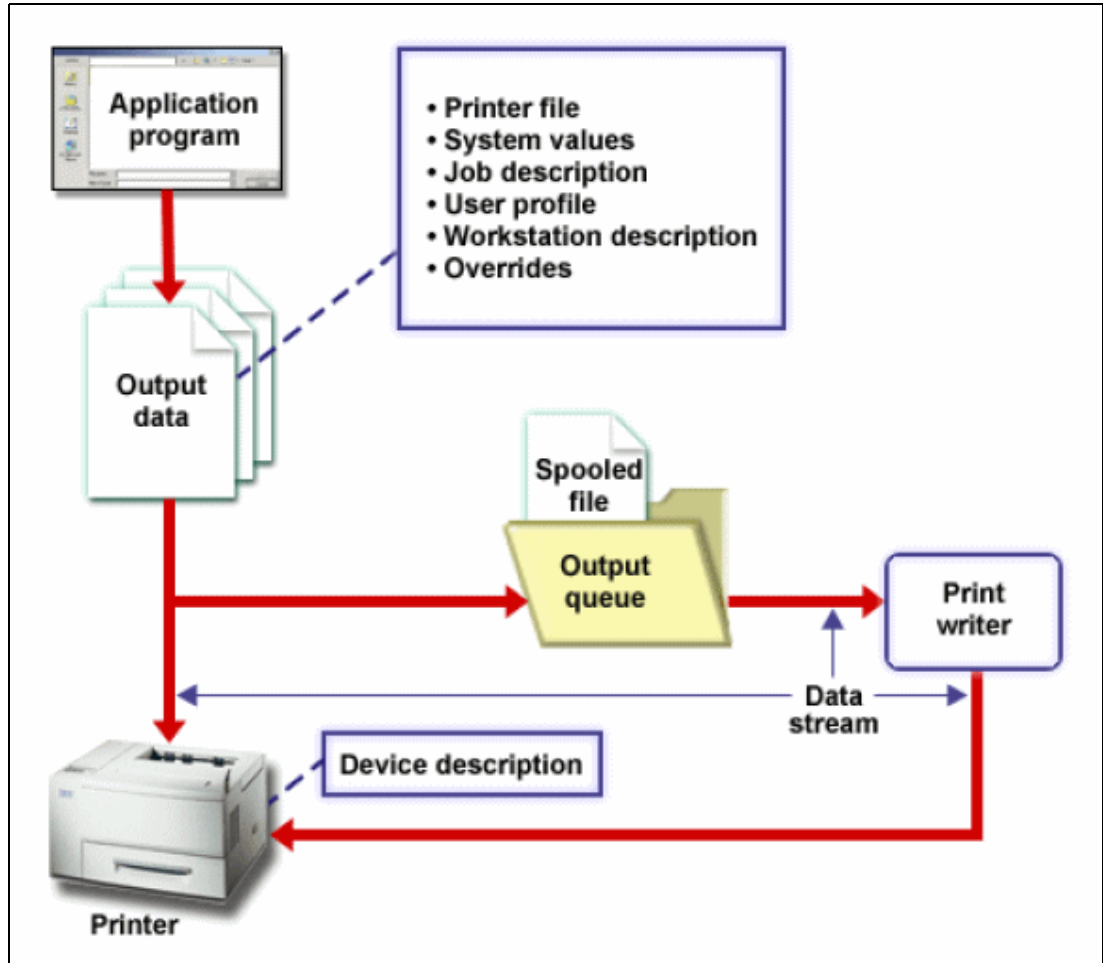 Application
program
• Printer file
• System values
• Job description
• User profile
• Workstation description
• Overrides
Output
data
Spooled
file
Output
queue
Print
writer
Data
stream
Device description
Printer